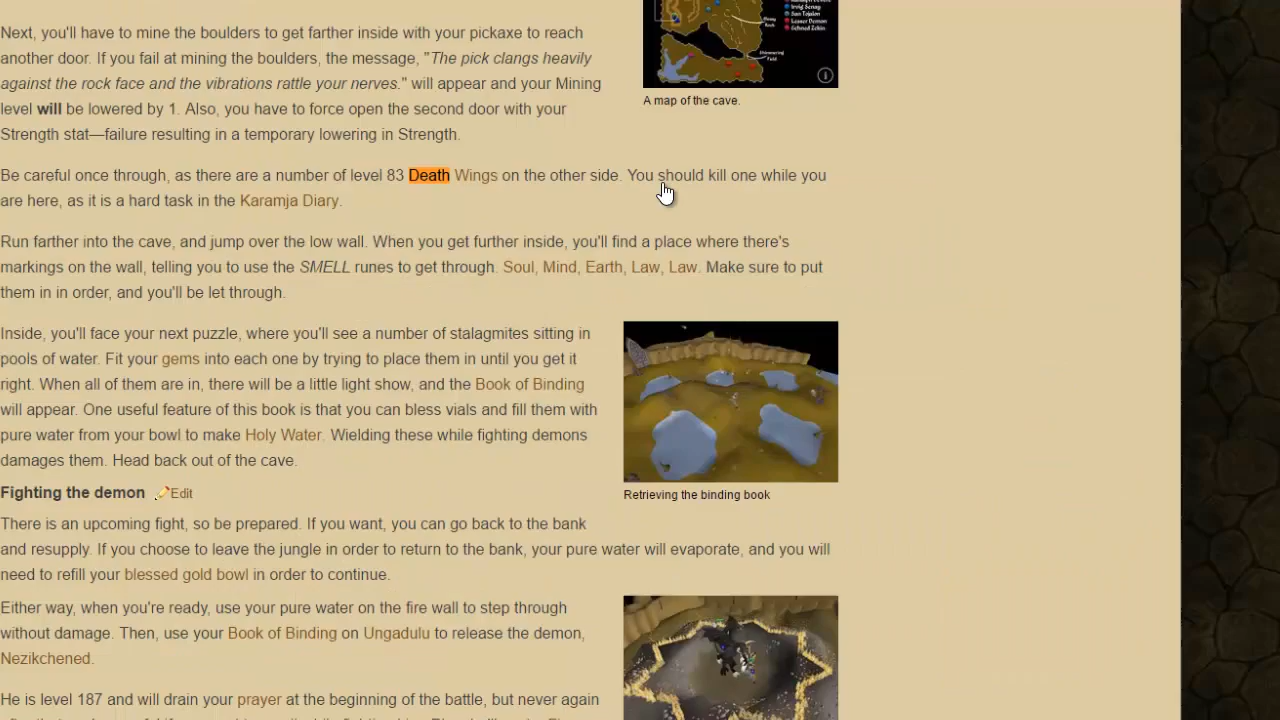 Next, you'll have to mine the boulders to get farther inside with your pickaxe to reach
another door. If you fail at mining the boulders, the message, "The pick clangs heavily
against the rock face and the vibrations rattle your nerves." will appear and your Mining
level will be lowered by 1. Also, you have to force open the second door with your
Strength stat—failure resulting in a temporary lowering in Strength.
A map of the cave.
Be careful once through, as there are a number of level 83 Death Wings on the other side. You should kill one while you
are here, as it is a hard task in the Karamja Diary.
Run farther into the cave, and jump over the low wall. When you get further inside, you'll find a place where there's
markings on the wall, telling you to use the SMELL runes to get through. Soul, Mind, Earth, Law, Law. Make sure to put
them in in order, and you'll be let through.
Inside, you'll face your next puzzle, where you'll see a number of stalagmites sitting in
pools of water. Fit your gems into each one by trying to place them in until you get it
right. When all of them are in, there will be a little light show, and the Book of Binding
will appear. One useful feature of this book is that you can bless vials and fill them with
pure water from your bowl to make Holy Water. Wielding these while fighting demons
damages them. Head back out of the cave.
Retrieving the binding book
Fighting the demon Edit
There is an upcoming fight, so be prepared. If you want, you can go back to the bank
and resupply. If you choose to leave the jungle in order to return to the bank, your pure water will evaporate, and you will
need to refill your blessed gold bowl in order to continue.
Either way, when you're ready, use your pure water on the fire wall to step through
without damage. Then, use your Book of Binding on Ungadulu to release the demon,
Nezikchened.
He is level 187 and will drain your prayer at the beginning of the battle, but never again